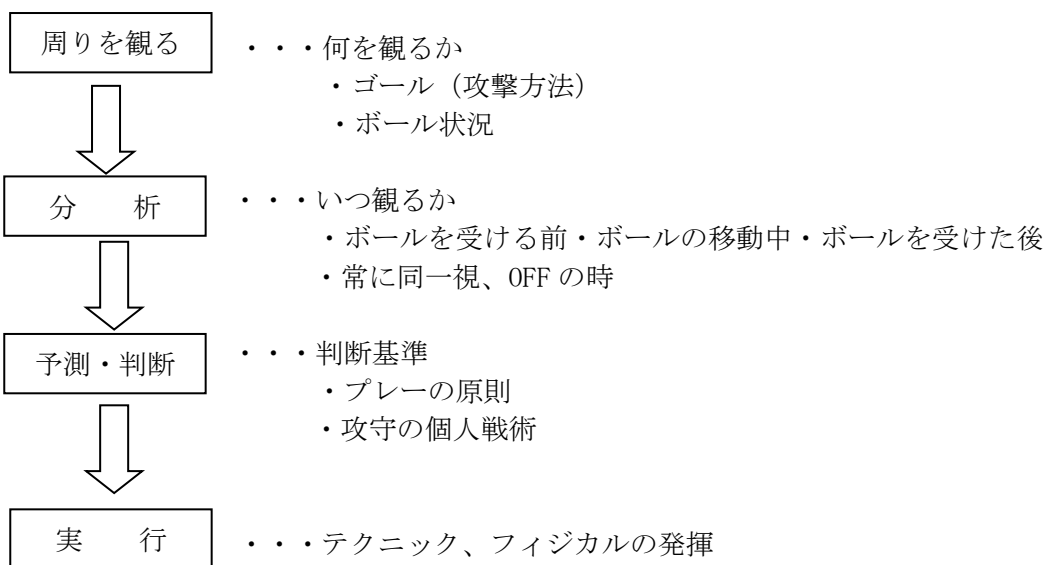 周りを観る ・・・何を観るか
・ゴール（攻撃方法）
・ボール状況
分　析 ・・・いつ観るか
・ボールを受ける前・ボールの移動中・ボールを受けた後
・常に同一視、OFFの時
予測・判断 ・・・判断基準
・プレーの原則
・攻守の個人戦術
実　行 ・・・テクニック、フィジカルの発揮